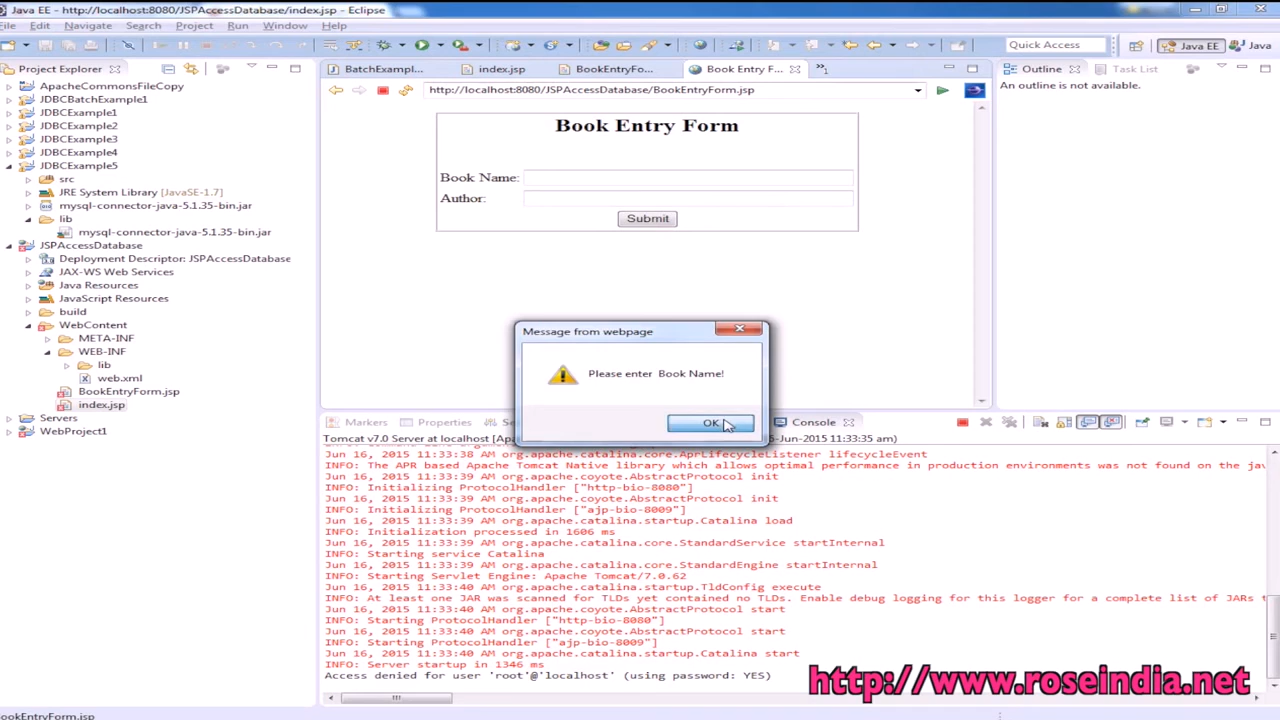 Java EE - http://localhost:8080/JSPAccessDatabase/index.jsp - Eclipse
File Edit Navigate Search Project Run Window Help
Quick Access
Java EE
Java
Project Explorer
ApacheCommonsFileCopy
JDBCBatchExample1
JDBCExample1
JDBCExample2
JDBCExample3
JDBCExample4
JDBCExample5
src
JRE System Library [JavaSE-1.7]
mysql-connector-java-5.1.35-bin.jar
lib
mysql-connector-java-5.1.35-bin.jar
JSPAccessDatabase
Deployment Descriptor: JSPAccessDatabase
JAX-WS Web Services
Java Resources
JavaScript Resources
build
WebContent
META-INF
WEB-INF
lib
web.xml
BookEntryForm.jsp
index.jsp
Servers
WebProject1
BatchExampl...
index.jsp
BookEntryFo...
Book Entry F...
http://localhost:8080/JSPAccessDatabase/BookEntryForm.jsp
Book Entry Form
Book Name:
Author:
Submit
Message from webpage
Please enter Book Name!
OK
Outline
Task List
An outline is not available.
Markers
Properties
Console
Tomcat v7.0 Server at localhost [Ap
-Jun-2015 11:33:35 am)
Jun 16, 2015 11:33:38 AM org.apache.catalina.core.AprLifecycleListener lifecycleEvent
INFO: The APR based Apache Tomcat Native library which allows optimal performance in production environments was not found on the jav
Jun 16, 2015 11:33:39 AM org.apache.coyote.AbstractProtocol init
INFO: Initializing ProtocolHandler ["http-bio-8080"]
Jun 16, 2015 11:33:39 AM org.apache.coyote.AbstractProtocol init
INFO: Initializing ProtocolHandler ["ajp-bio-8009"]
Jun 16, 2015 11:33:39 AM org.apache.catalina.startup.Catalina load
INFO: Initialization processed in 1606 ms
Jun 16, 2015 11:33:39 AM org.apache.catalina.core.StandardService startInternal
INFO: Starting service Catalina
Jun 16, 2015 11:33:39 AM org.apache.catalina.core.StandardEngine startInternal
INFO: Starting Servlet Engine: Apache Tomcat/7.0.62
Jun 16, 2015 11:33:40 AM org.apache.catalina.startup.TldConfig execute
INFO: At least one JAR was scanned for TLDs yet contained no TLDs. Enable debug logging for this logger for a complete list of JARs t
Jun 16, 2015 11:33:40 AM org.apache.coyote.AbstractProtocol start
INFO: Starting ProtocolHandler ["http-bio-8080"]
Jun 16, 2015 11:33:40 AM org.apache.coyote.AbstractProtocol start
INFO: Starting ProtocolHandler ["ajp-bio-8009"]
Jun 16, 2015 11:33:40 AM org.apache.catalina.startup.Catalina start
INFO: Server startup in 1346 ms
Access denied for user 'root'@'localhost' (using password: YES)
http://www.roseindia.net
ookEntryForm.jsp